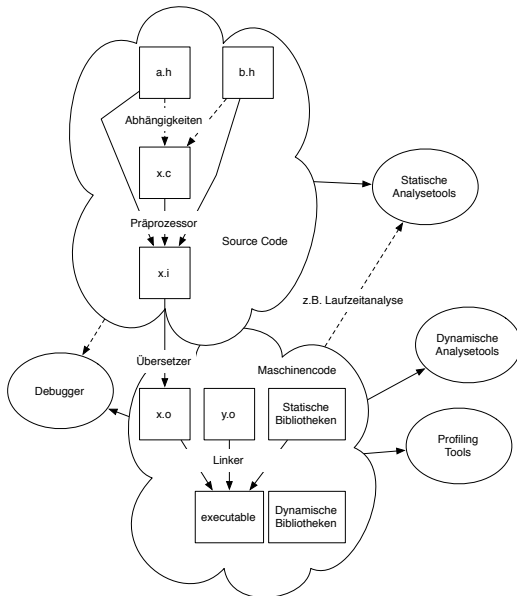 a.h
b.h
Abhängigkeiten
x.c
Statische
Analysetools
Präprozessor
Source Code
x.i
z.B. Laufzeitanalyse
Dynamische
Analysetools
Übersetzer
Maschinencode
Debugger
x.o
y.o
Statische
Bibliotheken
Profiling
Tools
Linker
executable
Dynamische
Bibliotheken